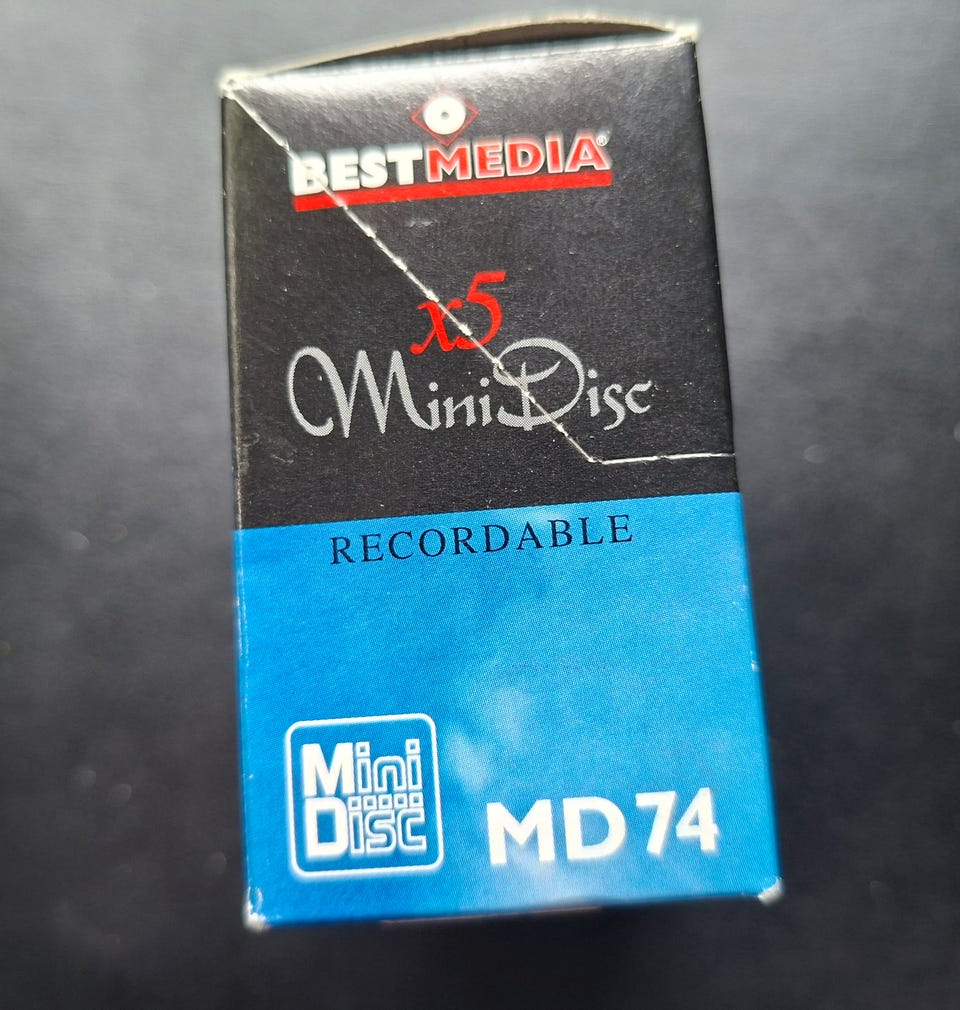 BESTMEDIA®
x5
MiniDisc
RECORDABLE
Mini
Disc
MD 74